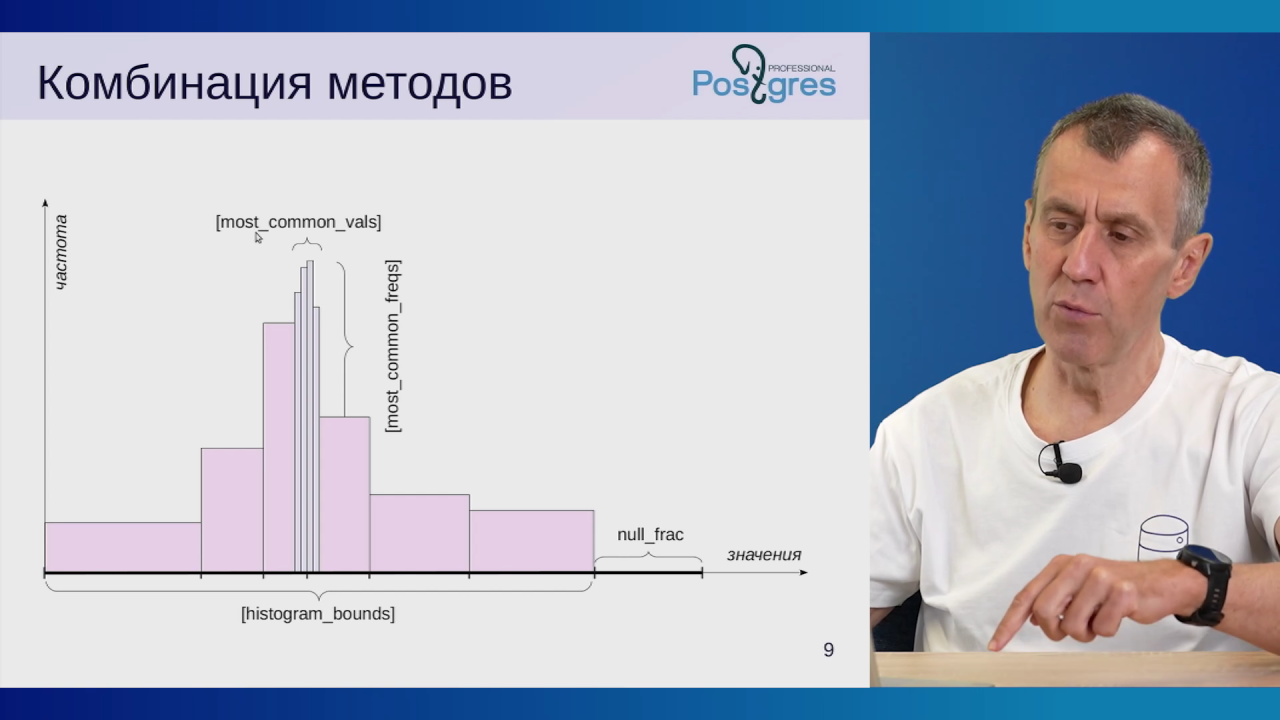 Комбинация методов
PROFESSIONAL
Postgres
частота
[most_common_vals]
[most_common_freqs]
null_frac
значения
[histogram_bounds]
9